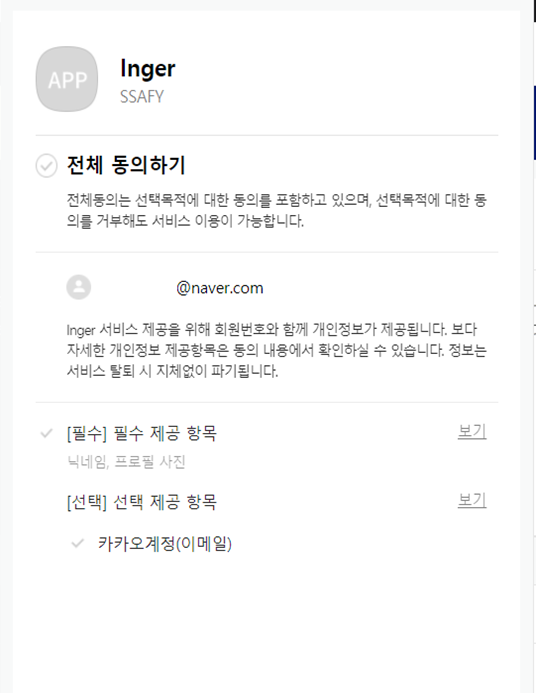 APP
Inger
SSAFY
전체 동의하기
전체동의는 선택목적에 대한 동의를 포함하고 있으며, 선택목적에 대한 동
의를 거부해도 서비스 이용이 가능합니다.
@naver.com
Inger 서비스 제공을 위해 회원번호와 함께 개인정보가 제공됩니다. 보다
자세한 개인정보 제공항목은 동의 내용에서 확인하실 수 있습니다. 정보는
서비스 탈퇴 시 지체없이 파기됩니다.
[필수] 필수 제공 항목 보기
닉네임, 프로필 사진
[선택] 선택 제공 항목 보기
카카오계정(이메일)